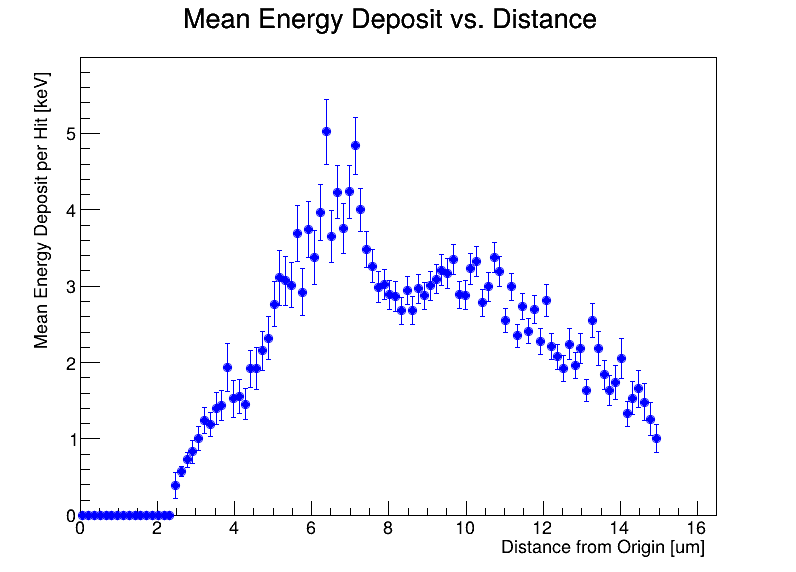 Mean Energy Deposit vs. Distance
Mean Energy Deposit per Hit [keV]
5
4
3
2
1
0
0 2 4 6 8 10 12 14 16
Distance from Origin [um]